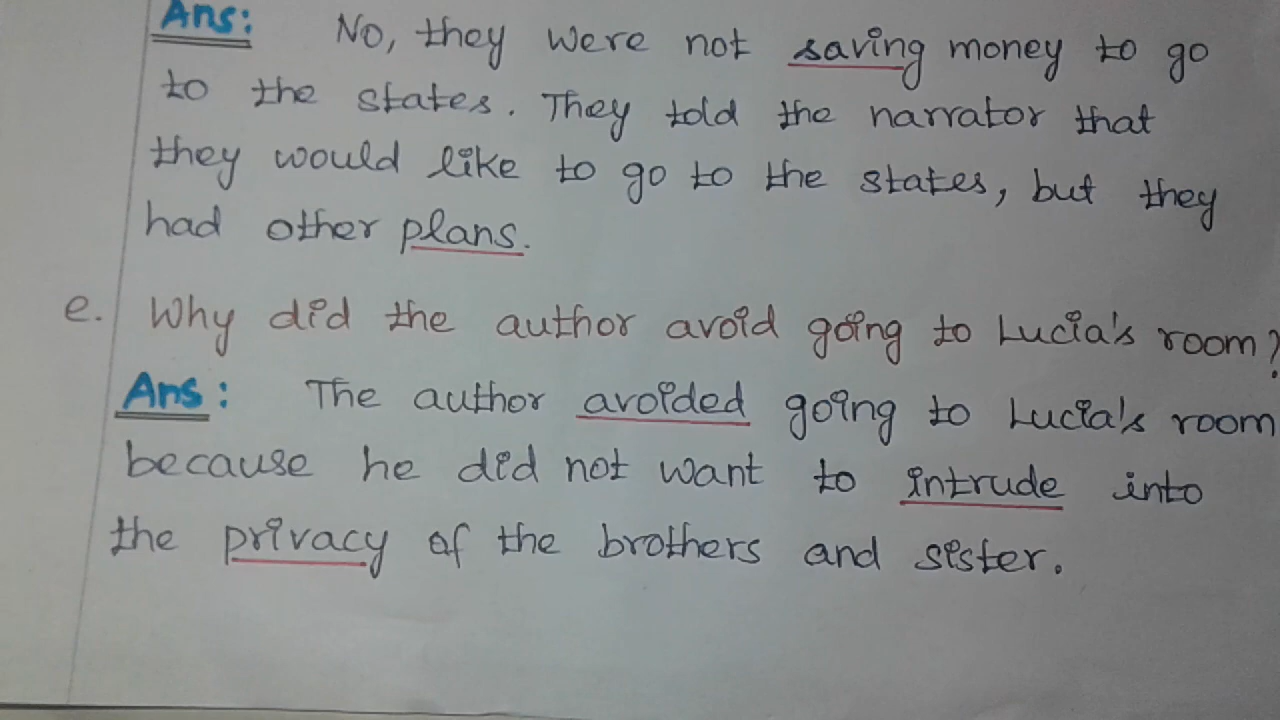 Ans: No, they were not saving money to go
to the states. They told the narrator that
they would like to go to the states, but they
had other plans.
e. Why did the author avoid going to Lucia's room?
Ans: The author avoided going to Lucia's room
because he did not want to intrude into
the privacy of the brothers and sister.